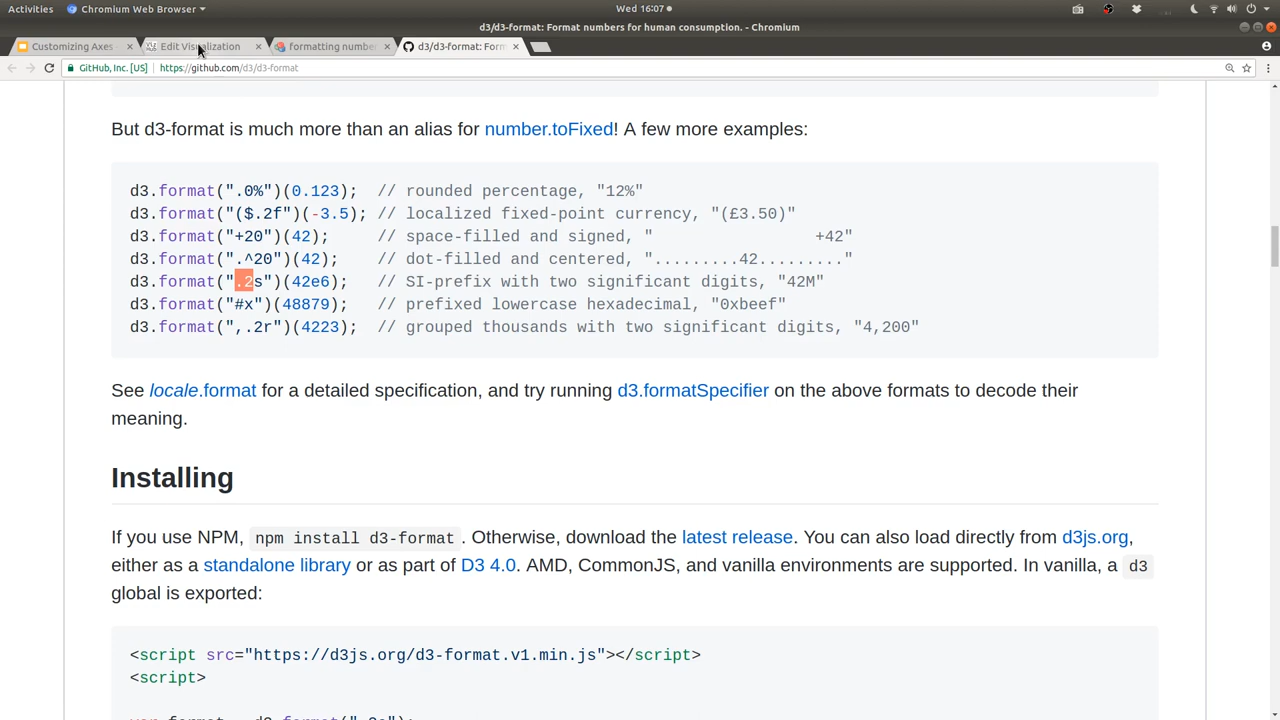 Activities
Chromium Web Browser
Wed 16:07
d3/d3-format: Format numbers for human consumption. - Chromium
Customizing Axes
Edit Visualization
formatting number
d3/d3-format: Form
GitHub, Inc. [US]
https://github.com/d3/d3-format
But d3-format is much more than an alias for number.toFixed! A few more examples:
d3.format(".0%")(0.123);  // rounded percentage, "12%"
d3.format("($.2f")(-3.5); // localized fixed-point currency, "(£3.50)"
d3.format("+20")(42);     // space-filled and signed, "                 +42"
d3.format(".^20")(42);    // dot-filled and centered, ".........42........."
d3.format(".2s")(42e6);   // SI-prefix with two significant digits, "42M"
d3.format("#x")(48879);   // prefixed lowercase hexadecimal, "0xbeef"
d3.format(",.2r")(4223);  // grouped thousands with two significant digits, "4,200"
See locale.format for a detailed specification, and try running d3.formatSpecifier on the above formats to decode their
meaning.
Installing
If you use NPM, npm install d3-format. Otherwise, download the latest release. You can also load directly from d3js.org,
either as a standalone library or as part of D3 4.0. AMD, CommonJS, and vanilla environments are supported. In vanilla, a d3
global is exported:
<script src="https://d3js.org/d3-format.v1.min.js"></script>
<script>